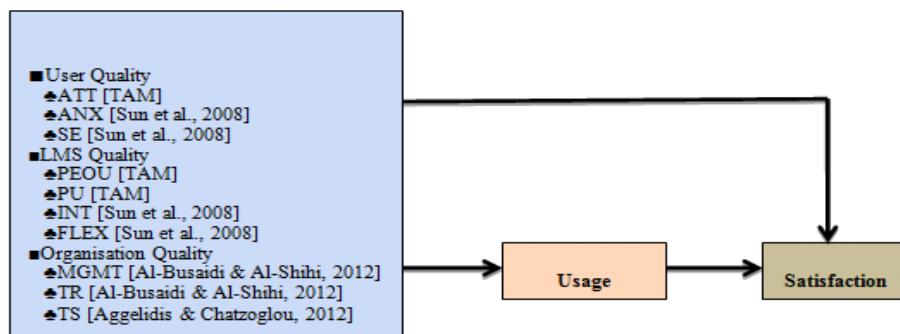 ■User Quality
♣ATT [TAM]
♣ANX [Sun et al., 2008]
♣SE [Sun et al., 2008]
■LMS Quality
♣PEOU [TAM]
♣PU [TAM]
♣INT [Sun et al., 2008]
♣FLEX [Sun et al., 2008]
■Organisation Quality
♣MGMT [Al-Busaidi & Al-Shihi, 2012]
♣TR [Al-Busaidi & Al-Shihi, 2012]
♣TS [Aggelidis & Chatzoglou, 2012]
Usage
Satisfaction